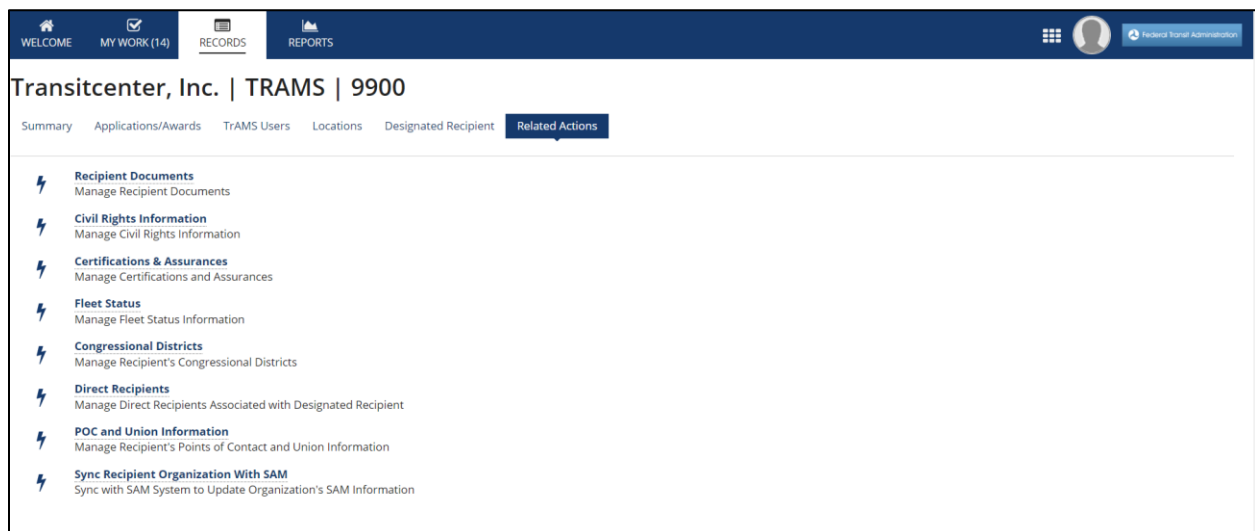 WELCOME MY WORK (14) RECORDS REPORTS Federal Transit Administration
Transitcenter, Inc. | TRAMS | 9900
Summary Applications/Awards TrAMS Users Locations Designated Recipient Related Actions
Recipient Documents
Manage Recipient Documents
Civil Rights Information
Manage Civil Rights Information
Certifications & Assurances
Manage Certifications and Assurances
Fleet Status
Manage Fleet Status Information
Congressional Districts
Manage Recipient's Congressional Districts
Direct Recipients
Manage Direct Recipients Associated with Designated Recipient
POC and Union Information
Manage Recipient's Points of Contact and Union Information
Sync Recipient Organization With SAM
Sync with SAM System to Update Organization's SAM Information